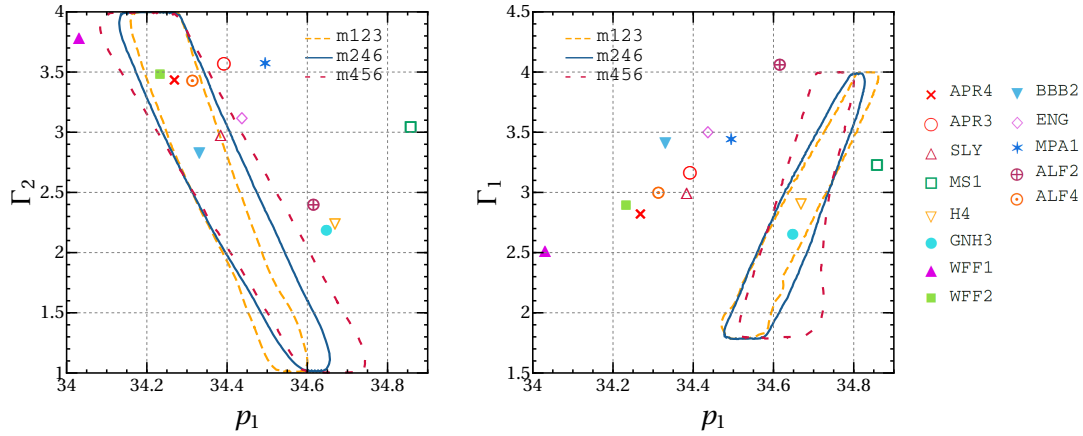 4
3.5
3
2.5
2
1.5
1
Γ2
34
34.2
34.4
34.6
34.8
p1
m123
m246
m456
4.5
4
3.5
3
2.5
2
1.5
Γ1
34
34.2
34.4
34.6
34.8
p1
m123
m246
m456
APR4
APR3
SLY
MS1
H4
GNH3
WFF1
WFF2
BBB2
ENG
MPA1
ALF2
ALF4